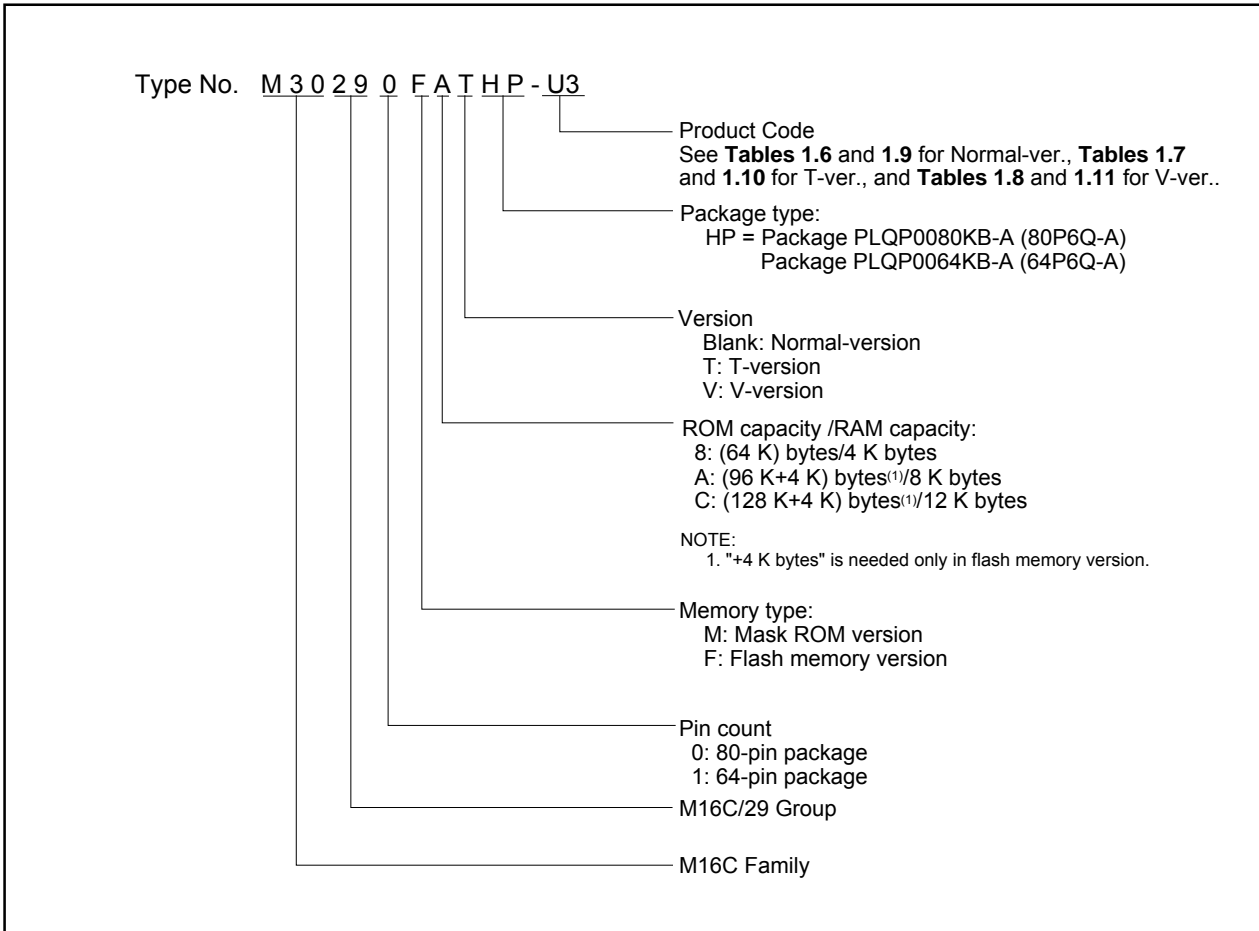 Type No. M 3 0 2 9 0 F A T H P - U3
Product Code
See Tables 1.6 and 1.9 for Normal-ver., Tables 1.7
and 1.10 for T-ver., and Tables 1.8 and 1.11 for V-ver..
Package type:
HP = Package PLQP0080KB-A (80P6Q-A)
Package PLQP0064KB-A (64P6Q-A)
Version
Blank: Normal-version
T: T-version
V: V-version
ROM capacity /RAM capacity:
8: (64 K) bytes/4 K bytes
A: (96 K+4 K) bytes(1)/8 K bytes
C: (128 K+4 K) bytes(1)/12 K bytes
NOTE:
1. "+4 K bytes" is needed only in flash memory version.
Memory type:
M: Mask ROM version
F: Flash memory version
Pin count
0: 80-pin package
1: 64-pin package
M16C/29 Group
M16C Family